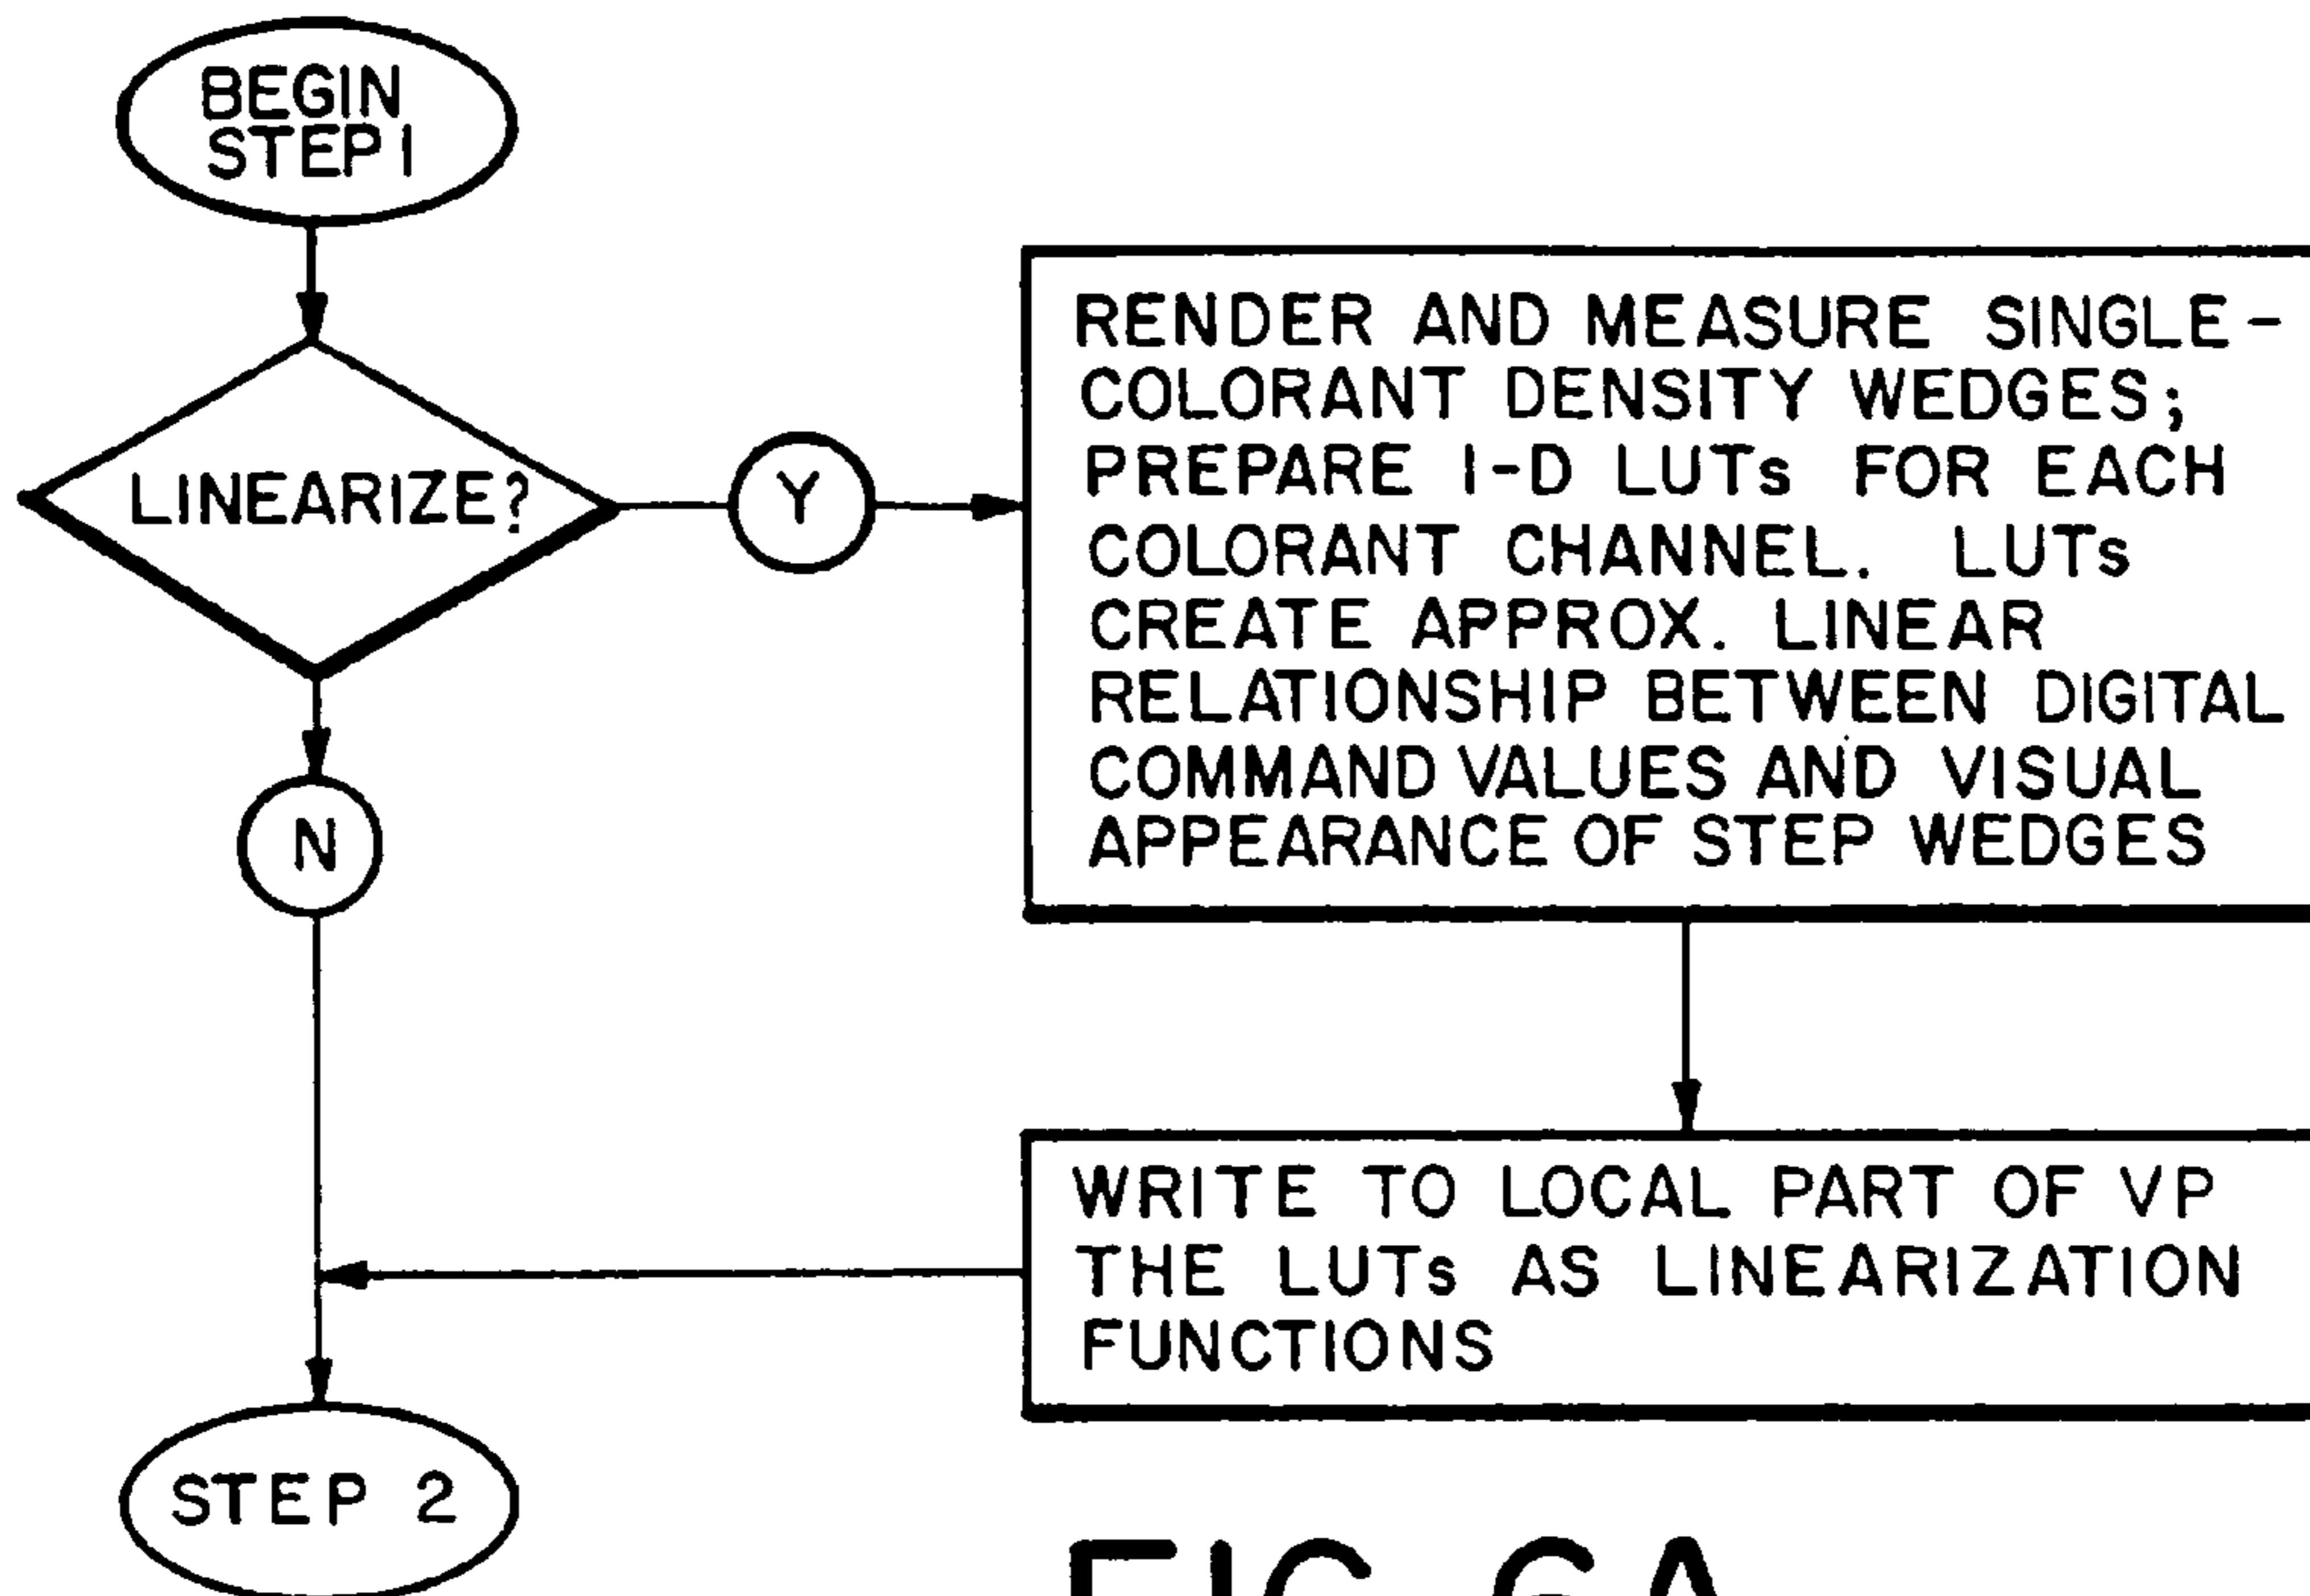 BEGIN
STEP 1
LINEARIZE?
Y
RENDER AND MEASURE SINGLE-
COLORANT DENSITY WEDGES;
PREPARE 1-D LUTs FOR EACH
COLORANT CHANNEL. LUTs
CREATE APPROX. LINEAR
RELATIONSHIP BETWEEN DIGITAL
COMMAND VALUES AND VISUAL
APPEARANCE OF STEP WEDGES
N
WRITE TO LOCAL PART OF VP
THE LUTs AS LINEARIZATION
FUNCTIONS
STEP 2
FIG. 6A